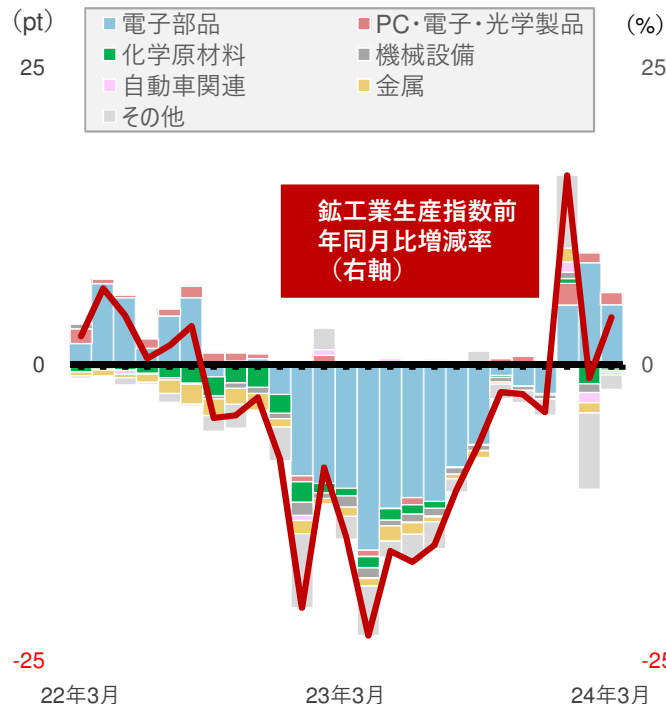 (pt)
(%)
電子部品
PC・電子・光学製品
化学原材料
機械設備
自動車関連
金属
その他
25
25
鉱工業生産指数前
年同月比増減率
（右軸）
0
0
-25
-25
22年3月
23年3月
24年3月